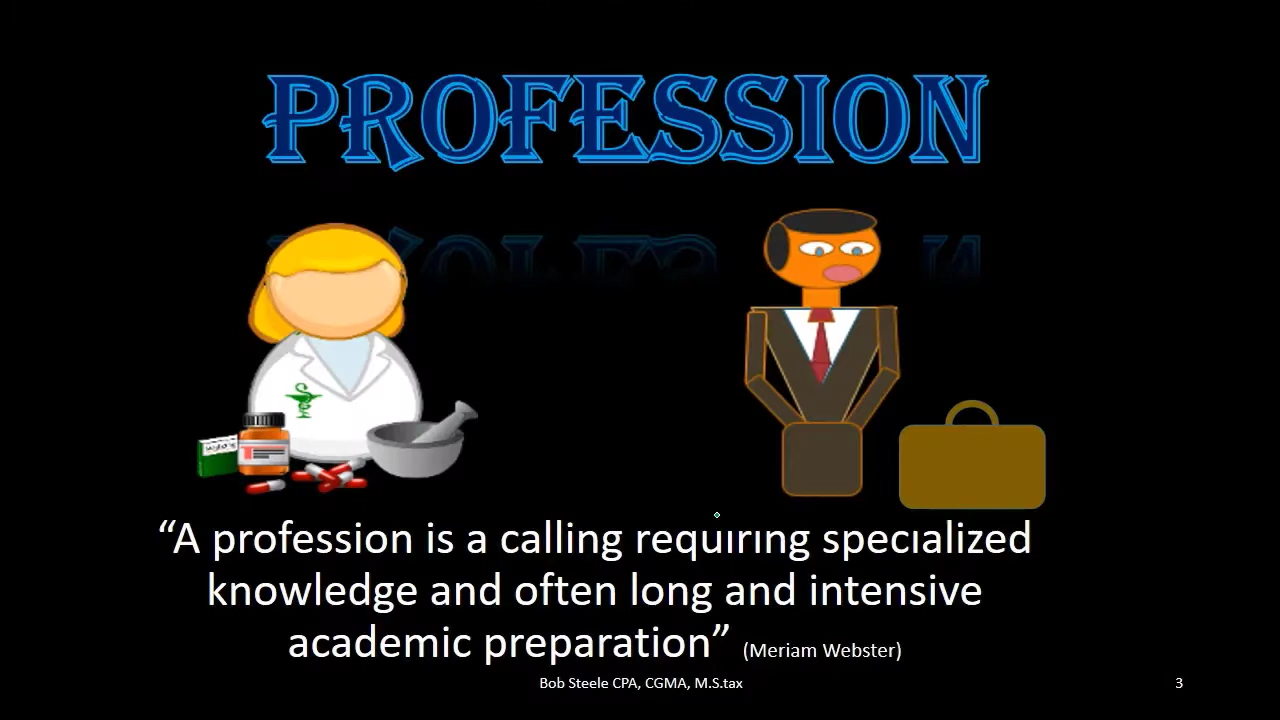 PROFESSION
“A profession is a calling requiring specialized
knowledge and often long and intensive
academic preparation” (Meriam Webster)
Bob Steele CPA, CGMA, M.S.tax
3